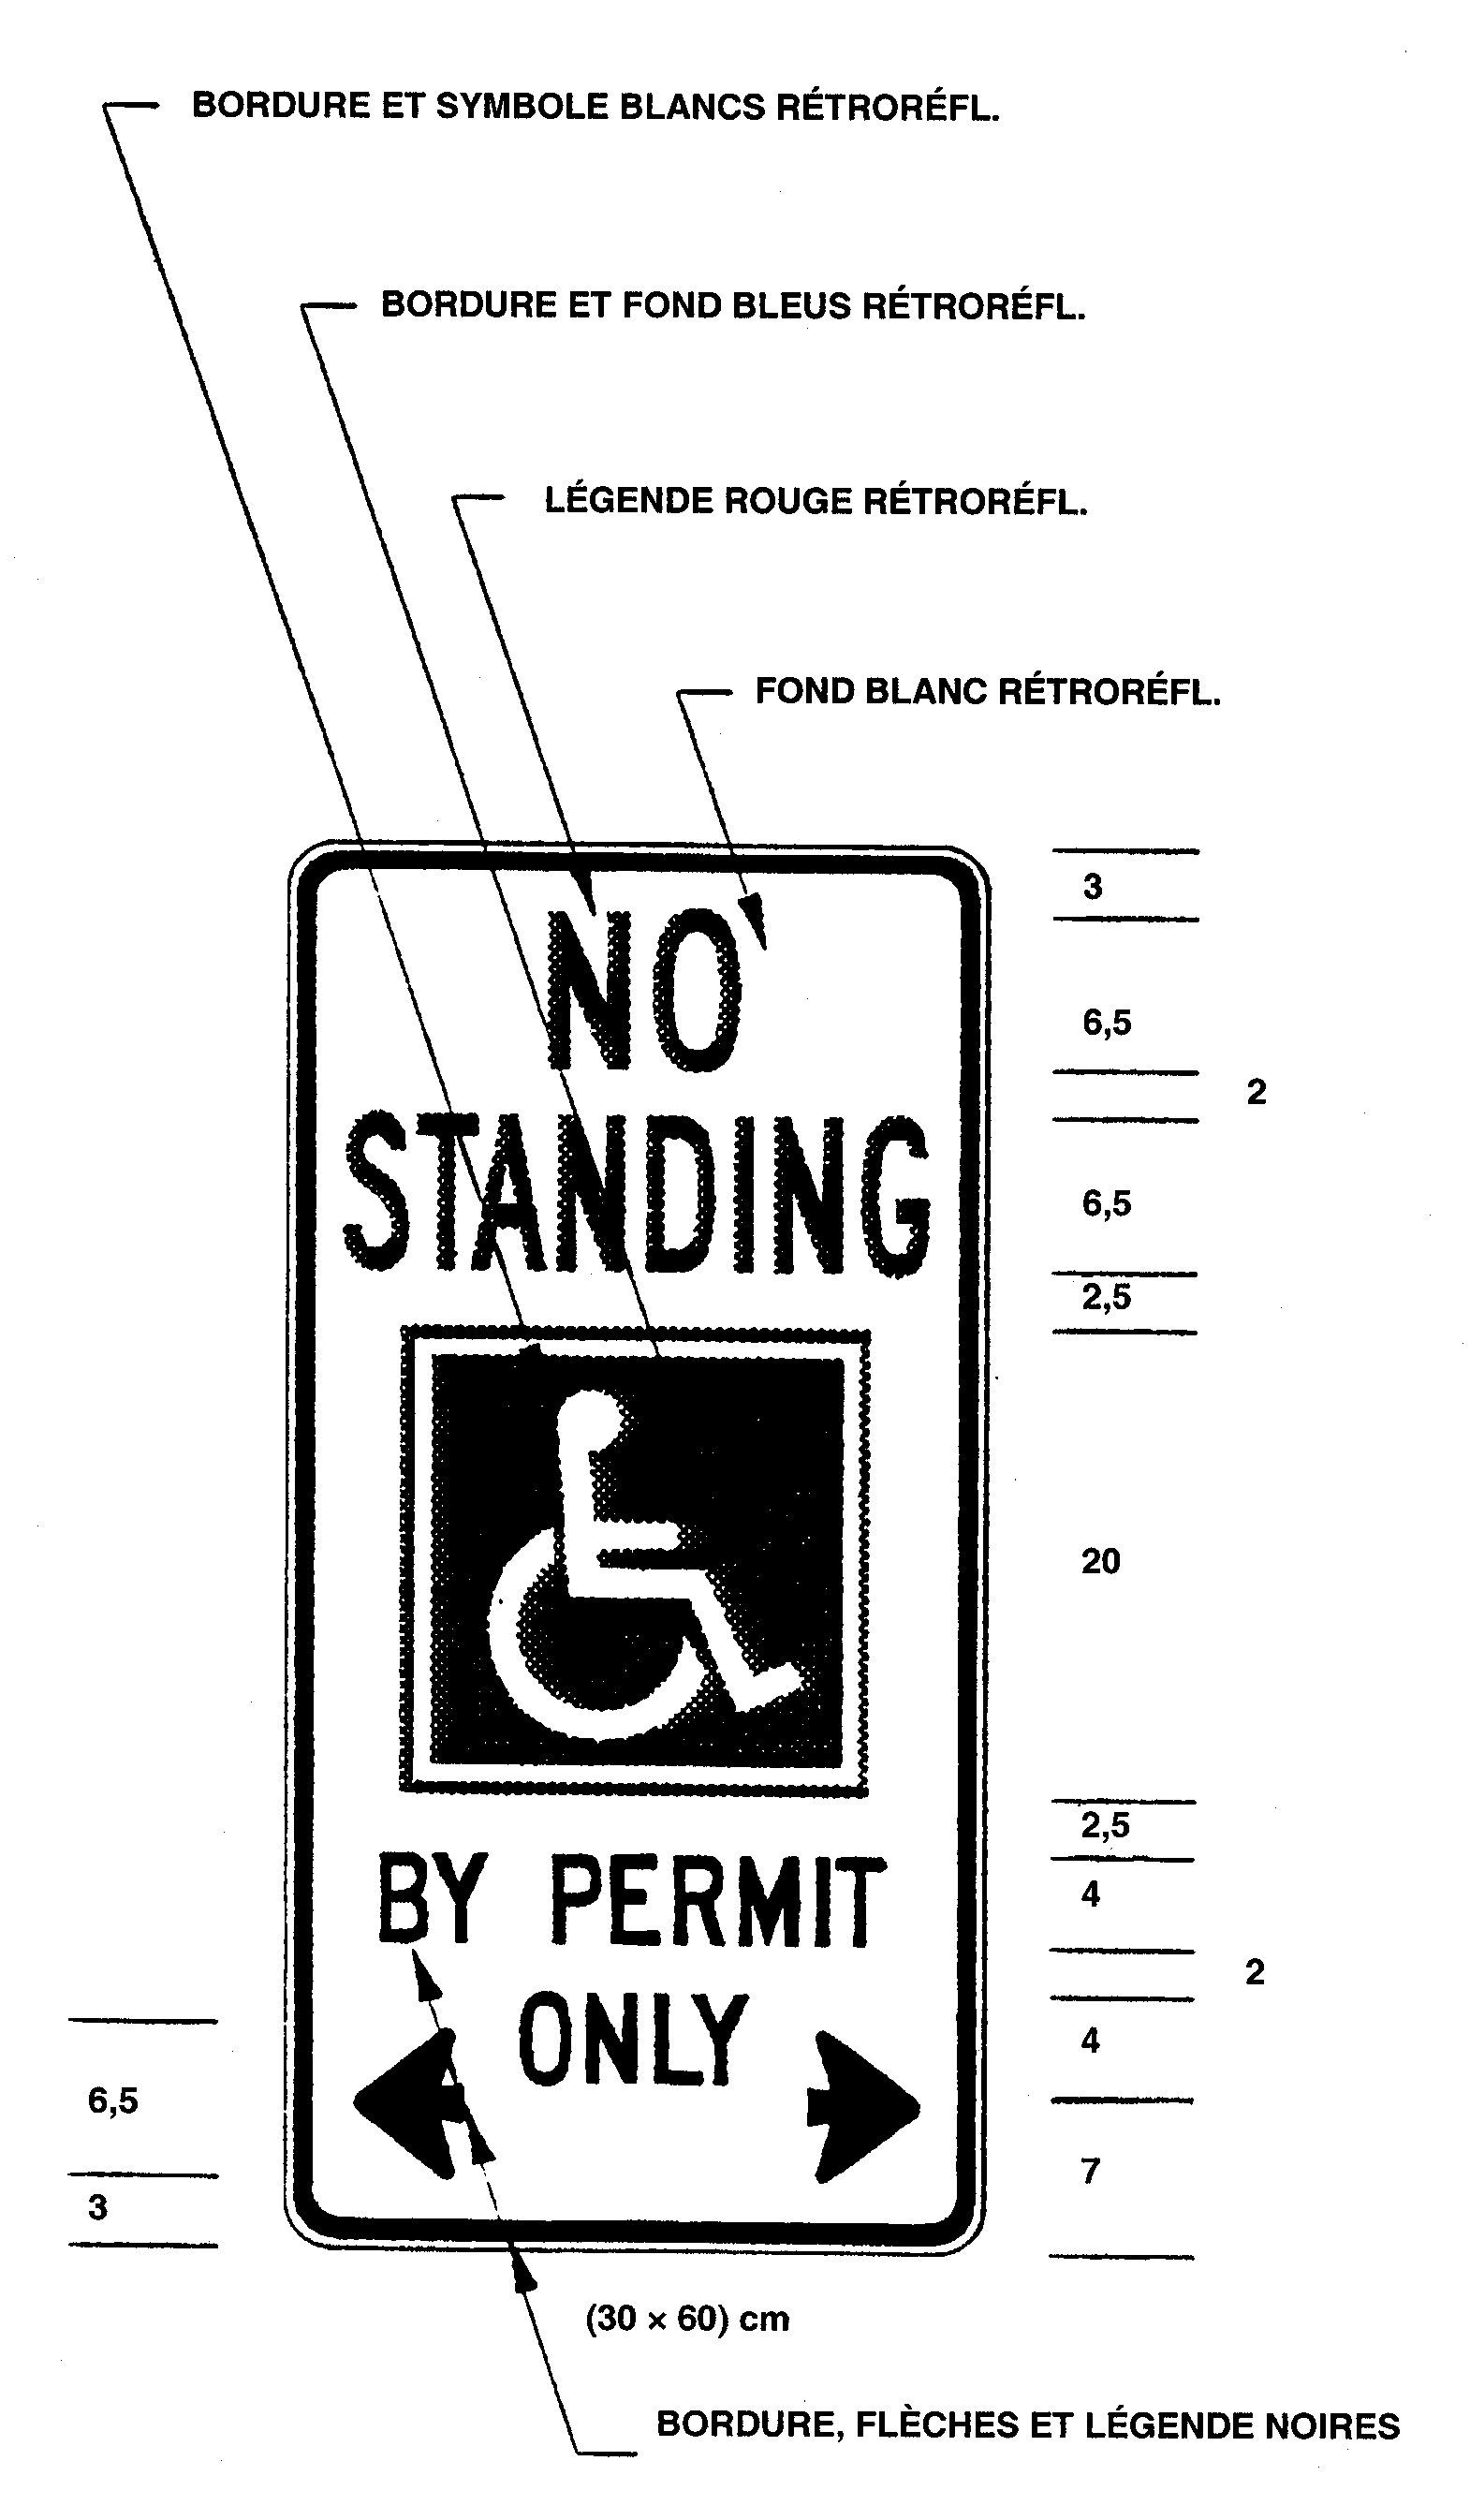 BORDURE ET SYMBOLE BLANCS RÉTRORÉFL.
BORDURE ET FOND BLEUS RÉTRORÉFL.
LÉGENDE ROUGE RÉTRORÉFL.
FOND BLANC RÉTRORÉFL.
3
NO
6,5
2
STANDING
6,5
2,5
20
2,5
BY PERMIT
4
2
ONLY
4
6,5
7
3
(30 × 60) cm
BORDURE, FLÈCHES ET LÉGENDE NOIRES